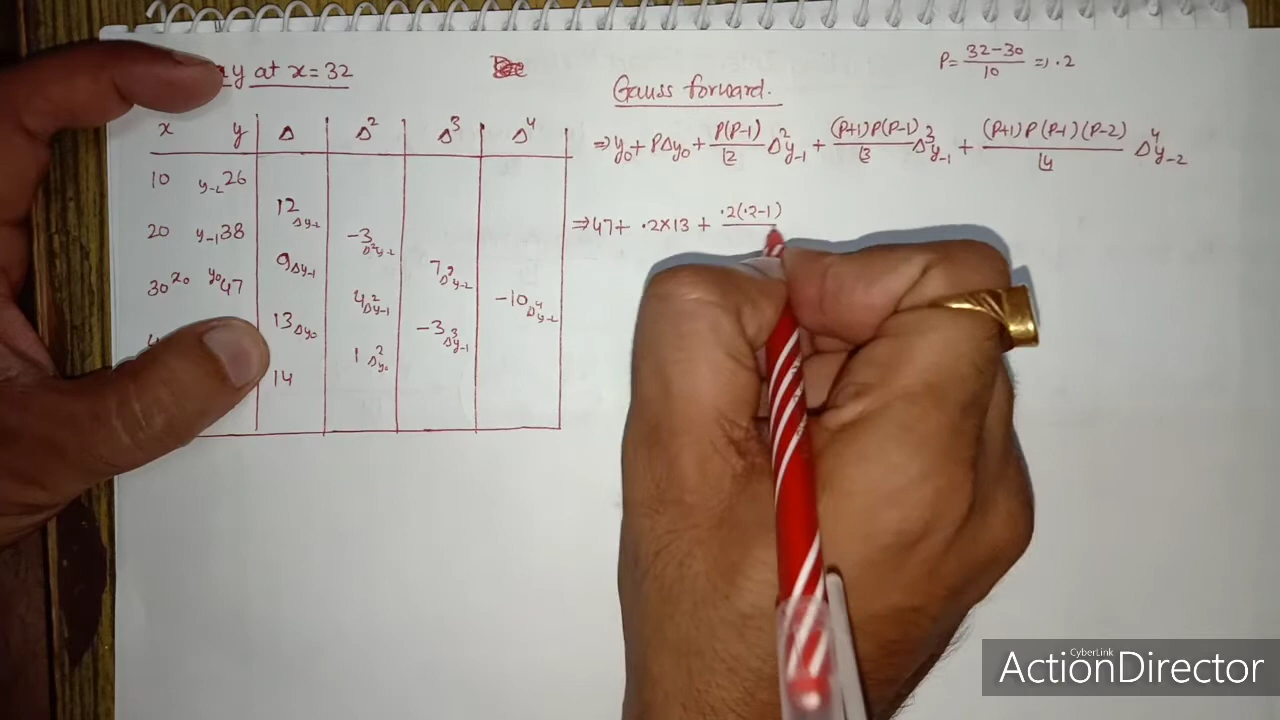 y at x=32
P= 32-30/10 =) .2
Gauss forward.
x y Δ Δ² Δ³ Δ⁴
⇒ y₀ + PΔy₀ + P(P-1)/⌊2 Δ²y₋₁ + (P+1)P(P-1)/⌊3 Δ³y₋₁ + (P+1)P(P-1)(P-2)/⌊4 Δ⁴y₋₂
10 y₋₂ 26
12 Δy₋₂
20 y₋₁ 38
-3 Δ²y₋₂
⇒ 47 + .2×13 + .2(.2-1)
9 Δy₋₁
7 Δ³y₋₂
30 x₀ y₀ 47
4 Δ²y₋₁
-10 Δ⁴y₋₂
13 Δy₀
-3 Δ³y₋₁
1 Δ²y₀
14
CyberLink
ActionDirector